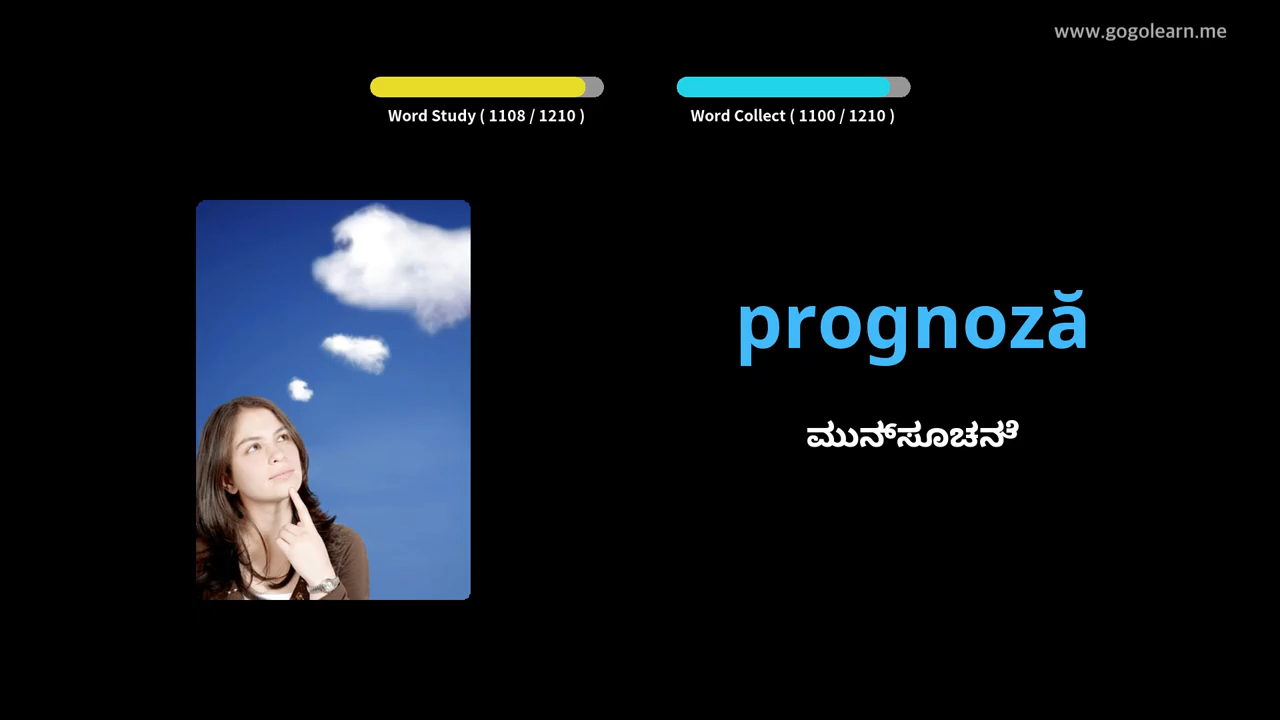 www.gogolearn.me
Word Study ( 1108 / 1210 )
Word Collect ( 1100 / 1210 )
prognoză
ಮುನ್ಸೂಚನೆ